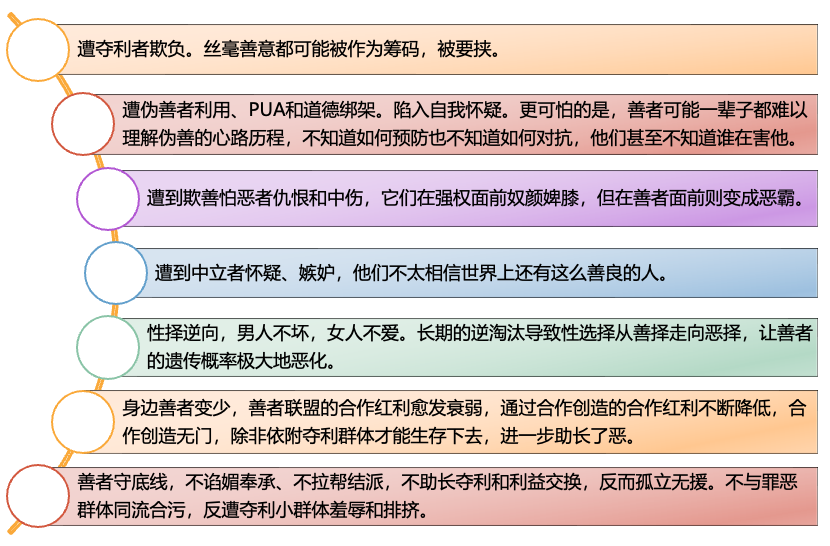 遭夺利者欺负。丝毫善意都可能被作为筹码，被要挟。
遭伪善者利用、PUA和道德绑架。陷入自我怀疑。更可怕的是，善者可能一辈子都难以
理解伪善的心路历程，不知道如何预防也不知道如何对抗，他们甚至不知道谁在害他。
遭到欺善怕恶者仇恨和中伤，它们在强权面前奴颜婢膝，但在善者面前则变成恶霸。
遭到中立者怀疑、嫉妒，他们不太相信世界上还有这么善良的人。
性择逆向，男人不坏，女人不爱。长期的逆淘汰导致性选择从善择走向恶择，让善者
的遗传概率极大地恶化。
身边善者变少，善者联盟的合作红利愈发衰弱，通过合作创造的合作红利不断降低，合
作创造无门，除非依附夺利群体才能生存下去，进一步助长了恶。
善者守底线，不谄媚奉承、不拉帮结派，不助长夺利和利益交换，反而孤立无援。不与罪恶
群体同流合污，反遭夺利小群体羞辱和排挤。